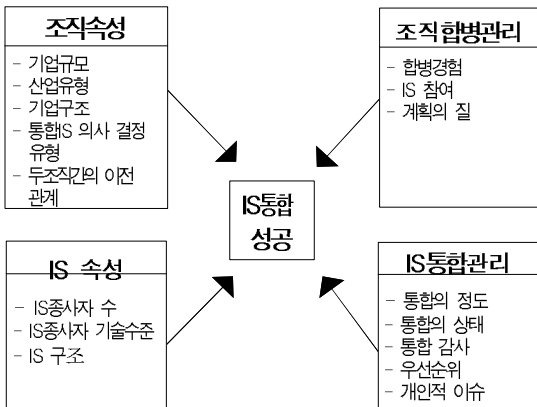 조직속성
- 기업규모
- 산업유형
- 기업구조
- 통합IS 의사 결정
유형
- 두조직간의 이전
관계
조직합병관리
- 합병경험
- IS 참여
- 계획의 질
IS통합
성공
IS 속성
- IS종사자 수
- IS종사자 기술수준
- IS 구조
IS통합관리
- 통합의 정도
- 통합의 상태
- 통합 감사
- 우선순위
- 개인적 이슈